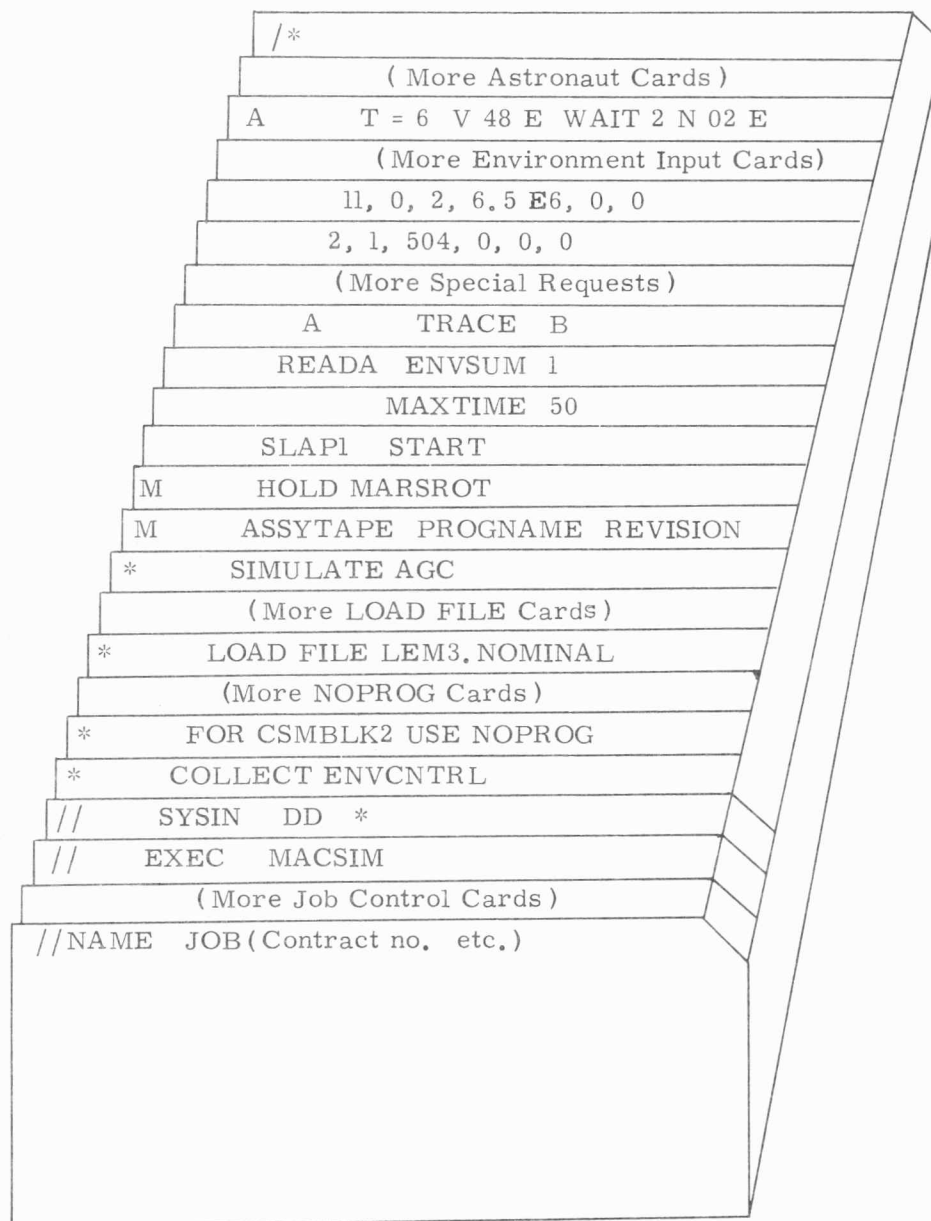 /*
(More Astronaut Cards)
A T = 6 V 48 E WAIT 2 N 02 E
(More Environment Input Cards)
11, 0, 2, 6.5 E6, 0, 0
2, 1, 504, 0, 0, 0
(More Special Requests)
A TRACE B
READA ENVSUM 1
MAXTIME 50
SLAP1 START
M HOLD MARSROT
M ASSYTAPE PROGNAME REVISION
* SIMULATE AGC
(More LOAD FILE Cards)
* LOAD FILE LEM3.NOMINAL
(More NOPROG Cards)
* FOR CSMBLK2 USE NOPROG
* COLLECT ENVCNTRL
// SYSIN DD *
// EXEC MACSIM
(More Job Control Cards)
//NAME JOB(Contract no. etc.)